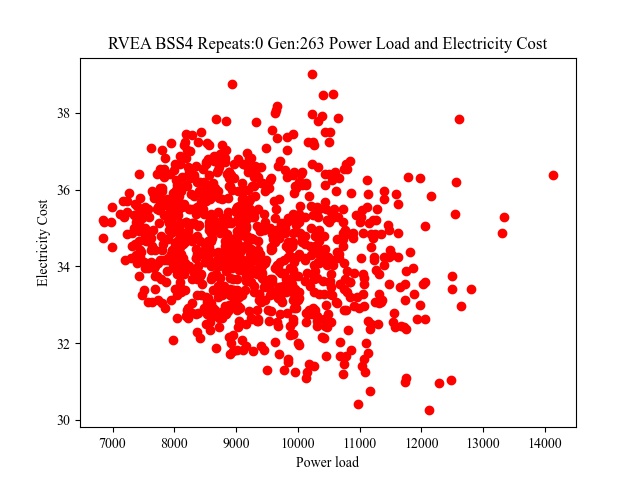 RVEA BSS4 Repeats:0 Gen:263 Power Load and Electricity Cost
Electricity Cost
38
36
34
32
30
7000 8000 9000 10000 11000 12000 13000 14000
Power load